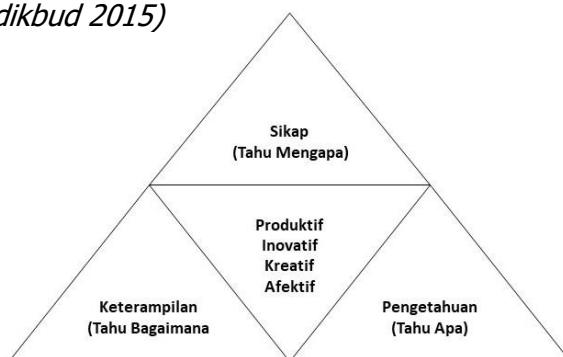 dikbud 2015)
Sikap
(Tahu Mengapa)
Produktif
Inovatif
Kreatif
Afektif
Keterampilan
(Tahu Bagaimana
Pengetahuan
(Tahu Apa)